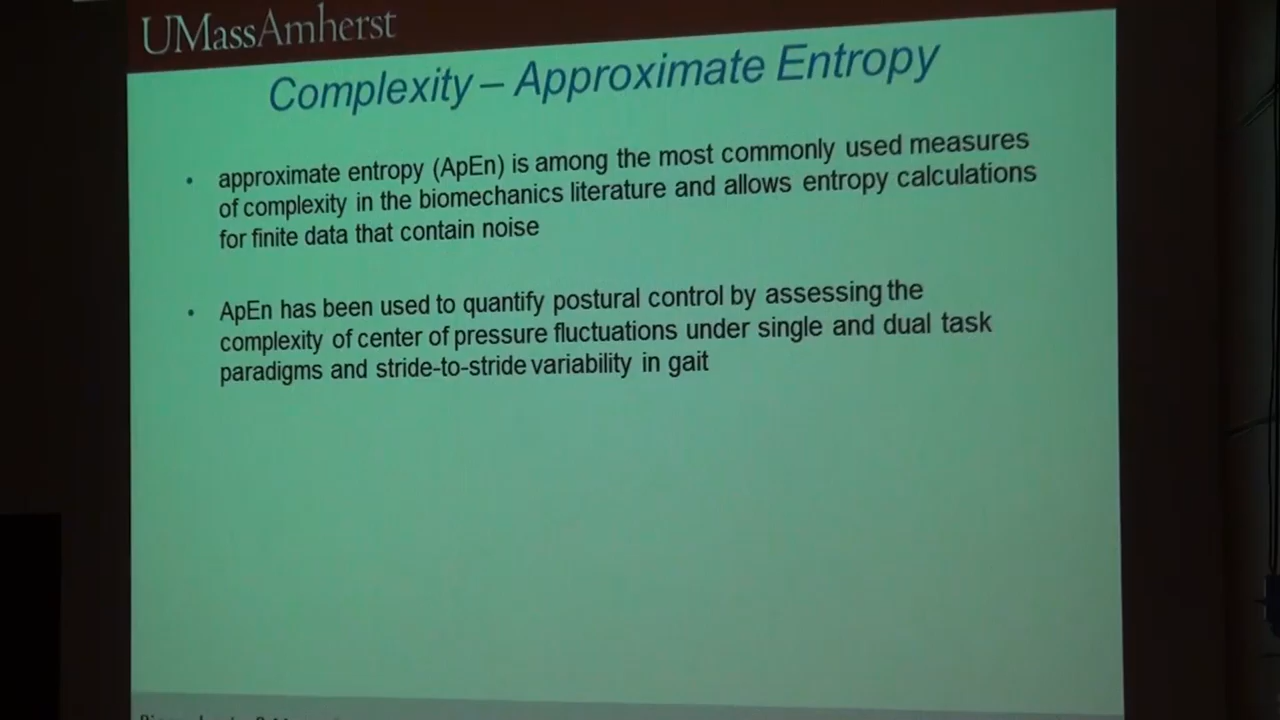 UMassAmherst
Complexity – Approximate Entropy
• approximate entropy (ApEn) is among the most commonly used measures
of complexity in the biomechanics literature and allows entropy calculations
for finite data that contain noise
• ApEn has been used to quantify postural control by assessing the
complexity of center of pressure fluctuations under single and dual task
paradigms and stride-to-stride variability in gait